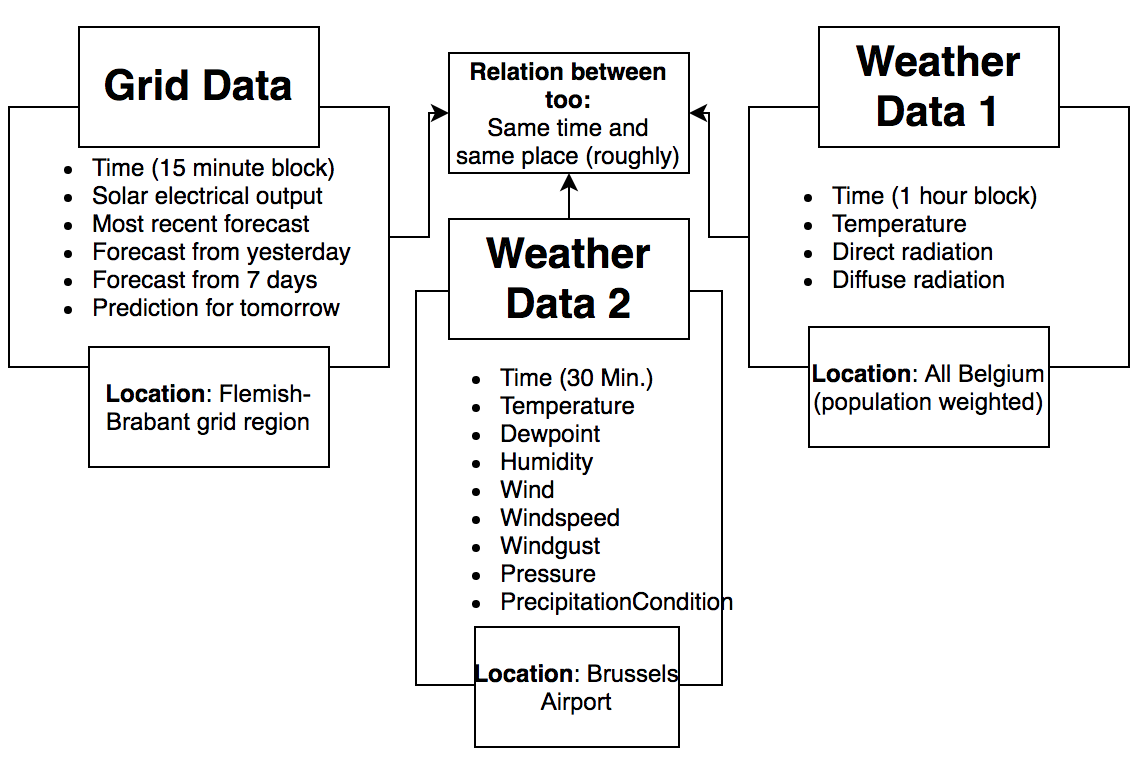 Grid Data
• Time (15 minute block)
• Solar electrical output
• Most recent forecast
• Forecast from yesterday
• Forecast from 7 days
• Prediction for tomorrow
Location: Flemish-
Brabant grid region
Relation between
too:
Same time and
same place (roughly)
Weather
Data 2
• Time (30 Min.)
• Temperature
• Dewpoint
• Humidity
• Wind
• Windspeed
• Windgust
• Pressure
• PrecipitationCondition
Location: Brussels
Airport
Weather
Data 1
• Time (1 hour block)
• Temperature
• Direct radiation
• Diffuse radiation
Location: All Belgium
(population weighted)